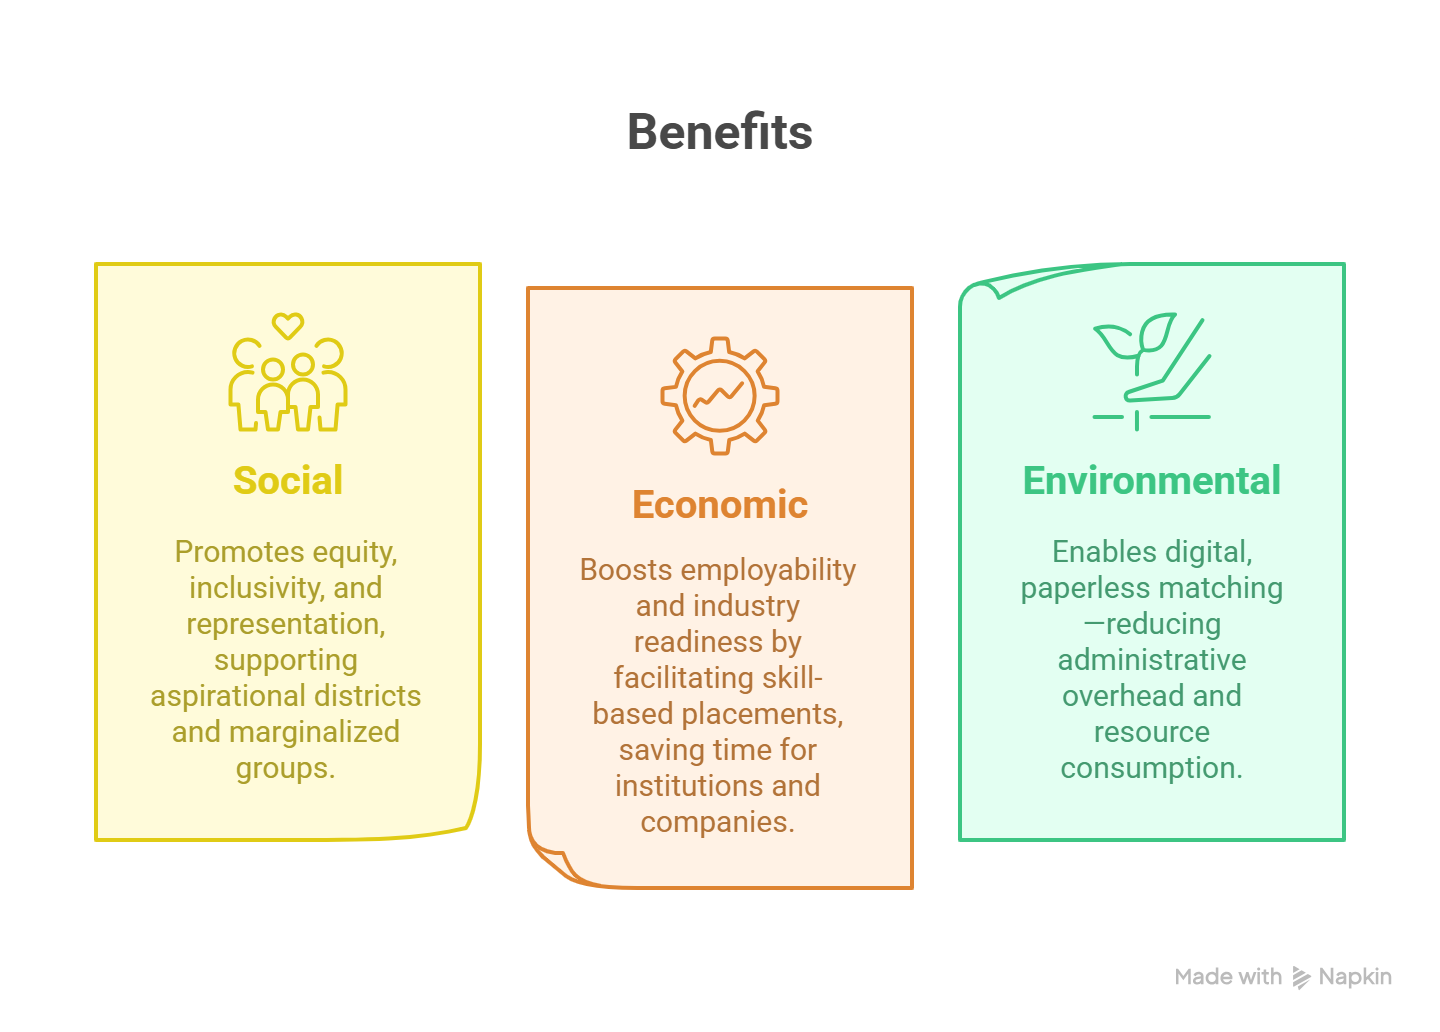 Benefits
Social
Promotes equity,
inclusivity, and
representation,
supporting
aspirational districts
and marginalized
groups.
Economic
Boosts employability
and industry
readiness by
facilitating skill-
based placements,
saving time for
institutions and
companies.
Environmental
Enables digital,
paperless matching
—reducing
administrative
overhead and
resource
consumption.
Made with Napkin